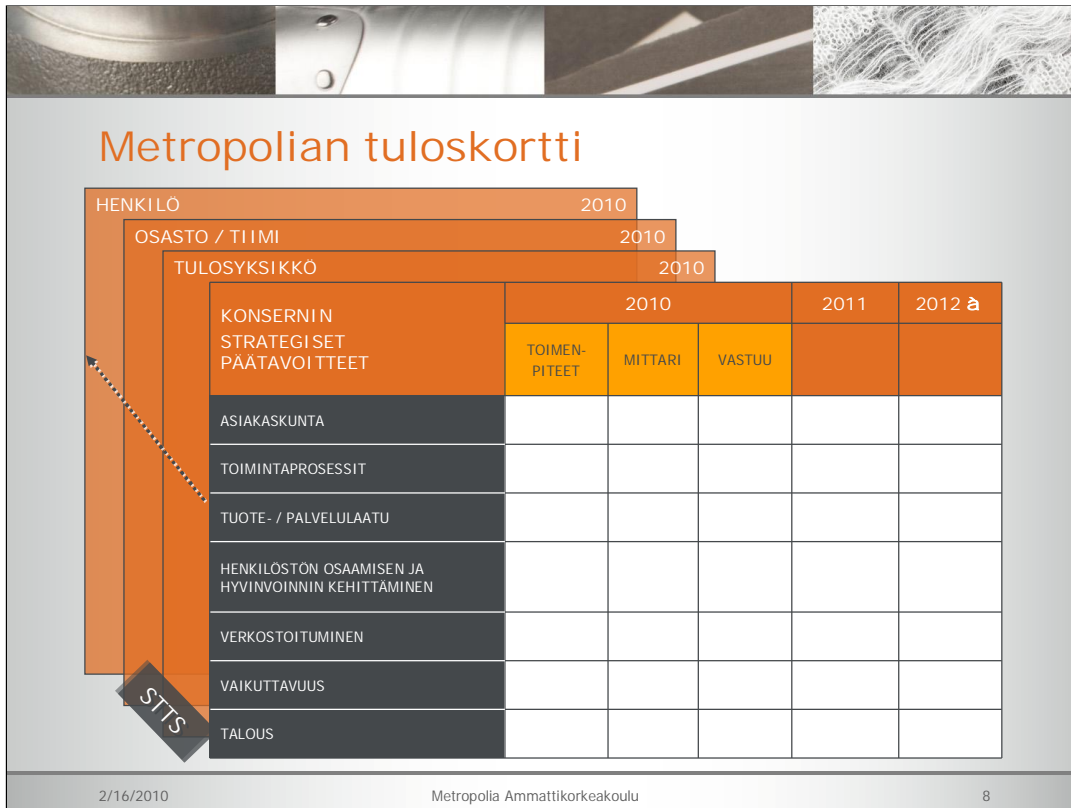 Metropolian tuloskortti
HENKILÖ 2010
OSASTO / TIIMI 2010
TULOSYKSIKKÖ 2010
KONSERNIN
STRATEGISET
PÄÄTAVOITTEET
2010 2011 2012 à
TOIMEN-
PITEET
MITTARI
VASTUU
ASIAKASKUNTA
TOIMINTAPROSESSIT
TUOTE- / PALVELULAATU
HENKILÖSTÖN OSAAMISEN JA
HYVINVOINNIN KEHITTÄMINEN
VERKOSTOITUMINEN
VAIKUTTAVUUS
TALOUS
STTS
2/16/2010 Metropolia Ammattikorkeakoulu 8